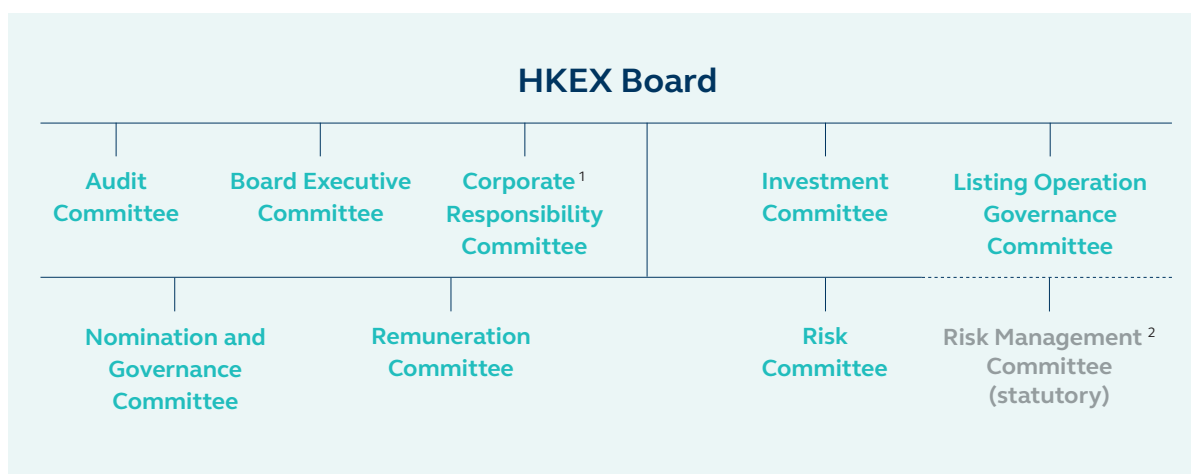 HKEX Board
Audit
Committee
Board Executive
Committee
Corporate 1
Responsibility
Committee
Investment
Committee
Listing Operation
Governance
Committee
Nomination and
Governance
Committee
Remuneration
Committee
Risk
Committee
Risk Management 2
Committee
(statutory)